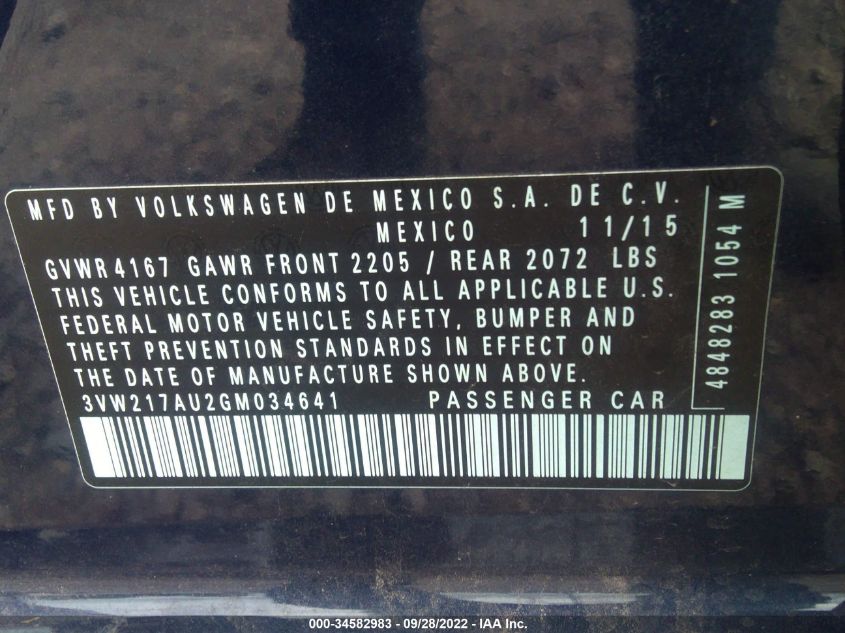 MFD BY VOLKSWAGEN DE MEXICO S.A. DE C.V.
MEXICO 11/15
GVWR 4167 GAWR FRONT 2205 / REAR 2072 LBS
THIS VEHICLE CONFORMS TO ALL APPLICABLE U.S.
FEDERAL MOTOR VEHICLE SAFETY, BUMPER AND
THEFT PREVENTION STANDARDS IN EFFECT ON
THE DATE OF MANUFACTURE SHOWN ABOVE.
3VW217AU2GM034641 PASSENGER CAR
4848283 1054 M
000-34582983 - 09/28/2022 - IAA Inc.